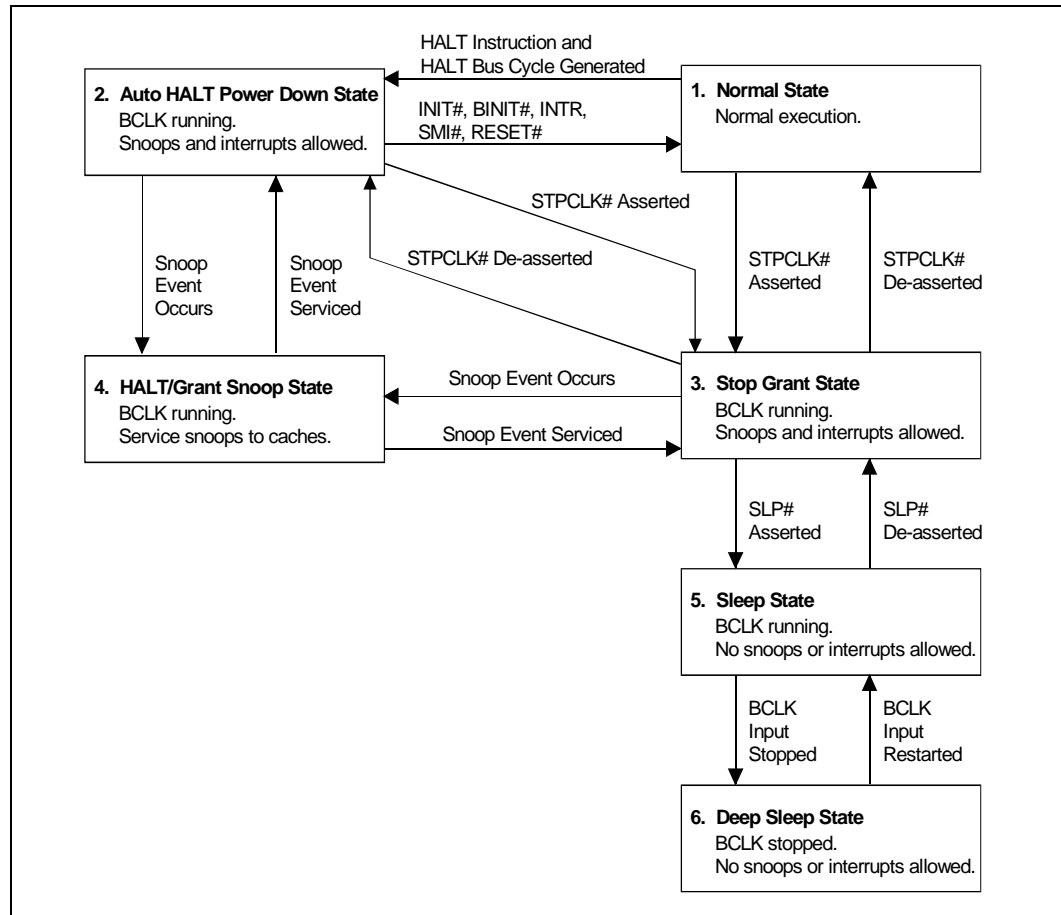 HALT Instruction and
HALT Bus Cycle Generated
2. Auto HALT Power Down State
BCLK running.
Snoops and interrupts allowed.
INIT#, BINIT#, INTR,
SMI#, RESET#
1. Normal State
Normal execution.
STPCLK# Asserted
STPCLK# De-asserted
Snoop
Event
Occurs
Snoop
Event
Serviced
STPCLK#
Asserted
STPCLK#
De-asserted
4. HALT/Grant Snoop State
BCLK running.
Service snoops to caches.
Snoop Event Occurs
Snoop Event Serviced
3. Stop Grant State
BCLK running.
Snoops and interrupts allowed.
SLP#
Asserted
SLP#
De-asserted
5. Sleep State
BCLK running.
No snoops or interrupts allowed.
BCLK
Input
Stopped
BCLK
Input
Restarted
6. Deep Sleep State
BCLK stopped.
No snoops or interrupts allowed.